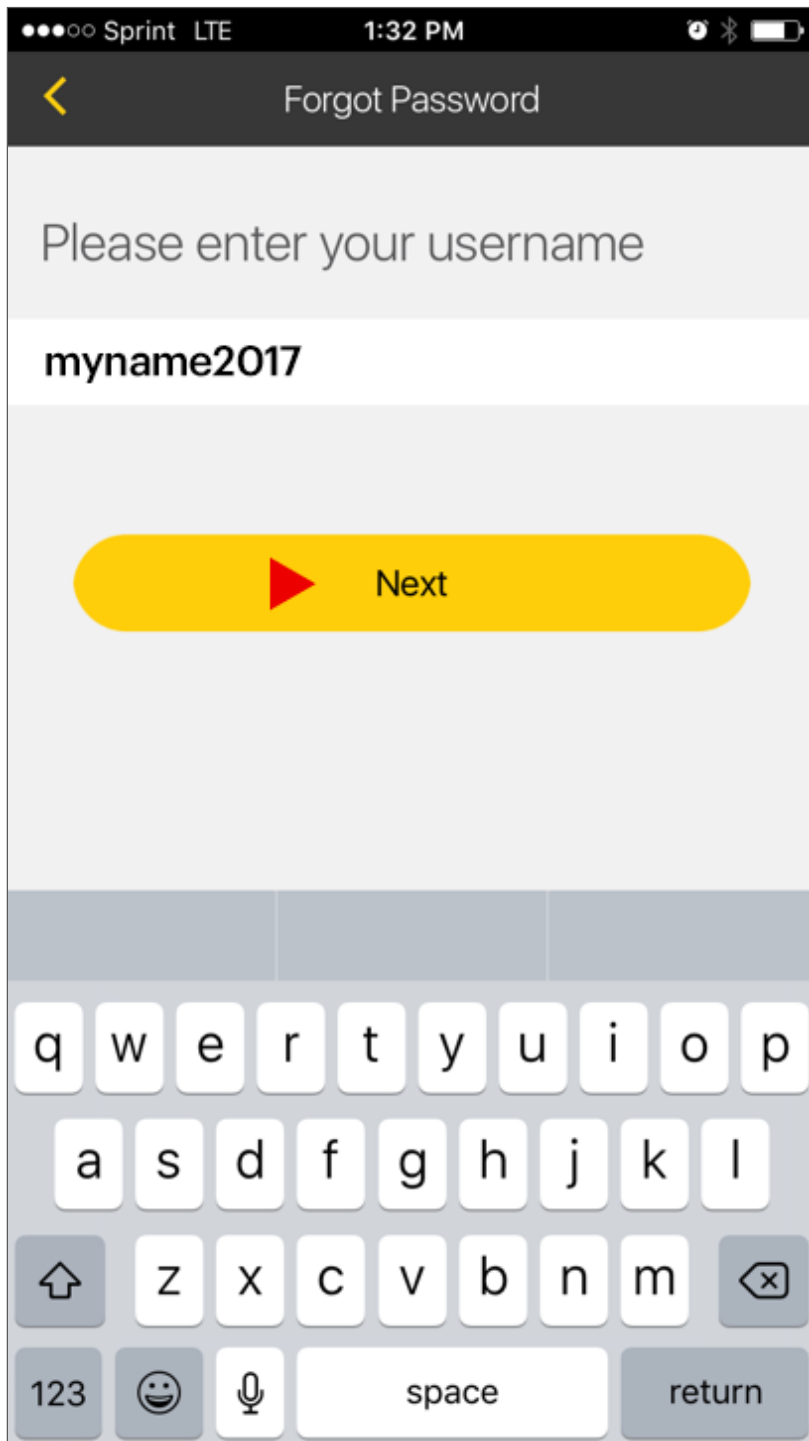 Sprint LTE 1:32 PM
Forgot Password
Please enter your username
myname2017
Next
q w e r t y u i o p
a s d f g h j k l
z x c v b n m
123 space return